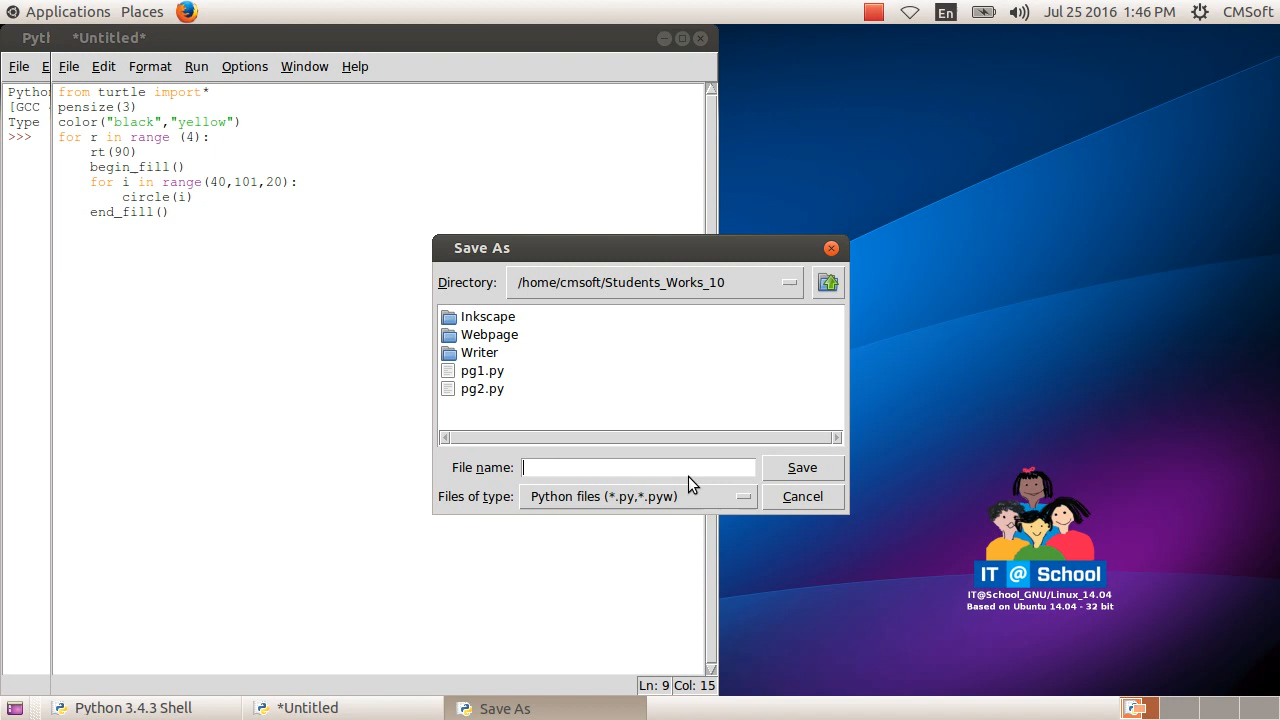 Applications Places En Jul 25 2016 1:46 PM CMSoft
Pyth *Untitled*
File E File Edit Format Run Options Window Help
Python
[GCC
Type
>>>
from turtle import*
pensize(3)
color("black","yellow")
for r in range (4):
    rt(90)
    begin_fill()
    for i in range(40,101,20):
        circle(i)
    end_fill()
Save As
Directory: /home/cmsoft/Students_Works_10
Inkscape
Webpage
Writer
pg1.py
pg2.py
File name: Save
Files of type: Python files (*.py,*.pyw) Cancel
IT @ School
IT@School_GNU/Linux_14.04
Based on Ubuntu 14.04 - 32 bit
Ln: 9 Col: 15
Python 3.4.3 Shell *Untitled Save As